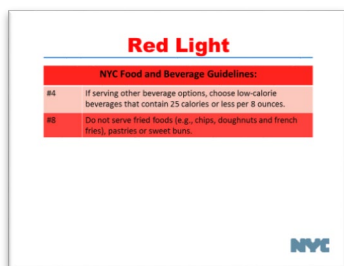 Red Light
NYC Food and Beverage Guidelines:
#4 If serving other beverage options, choose low-calorie
beverages that contain 25 calories or less per 8 ounces.
#8 Do not serve fried foods (e.g., chips, doughnuts and french
fries), pastries or sweet buns.
NYC